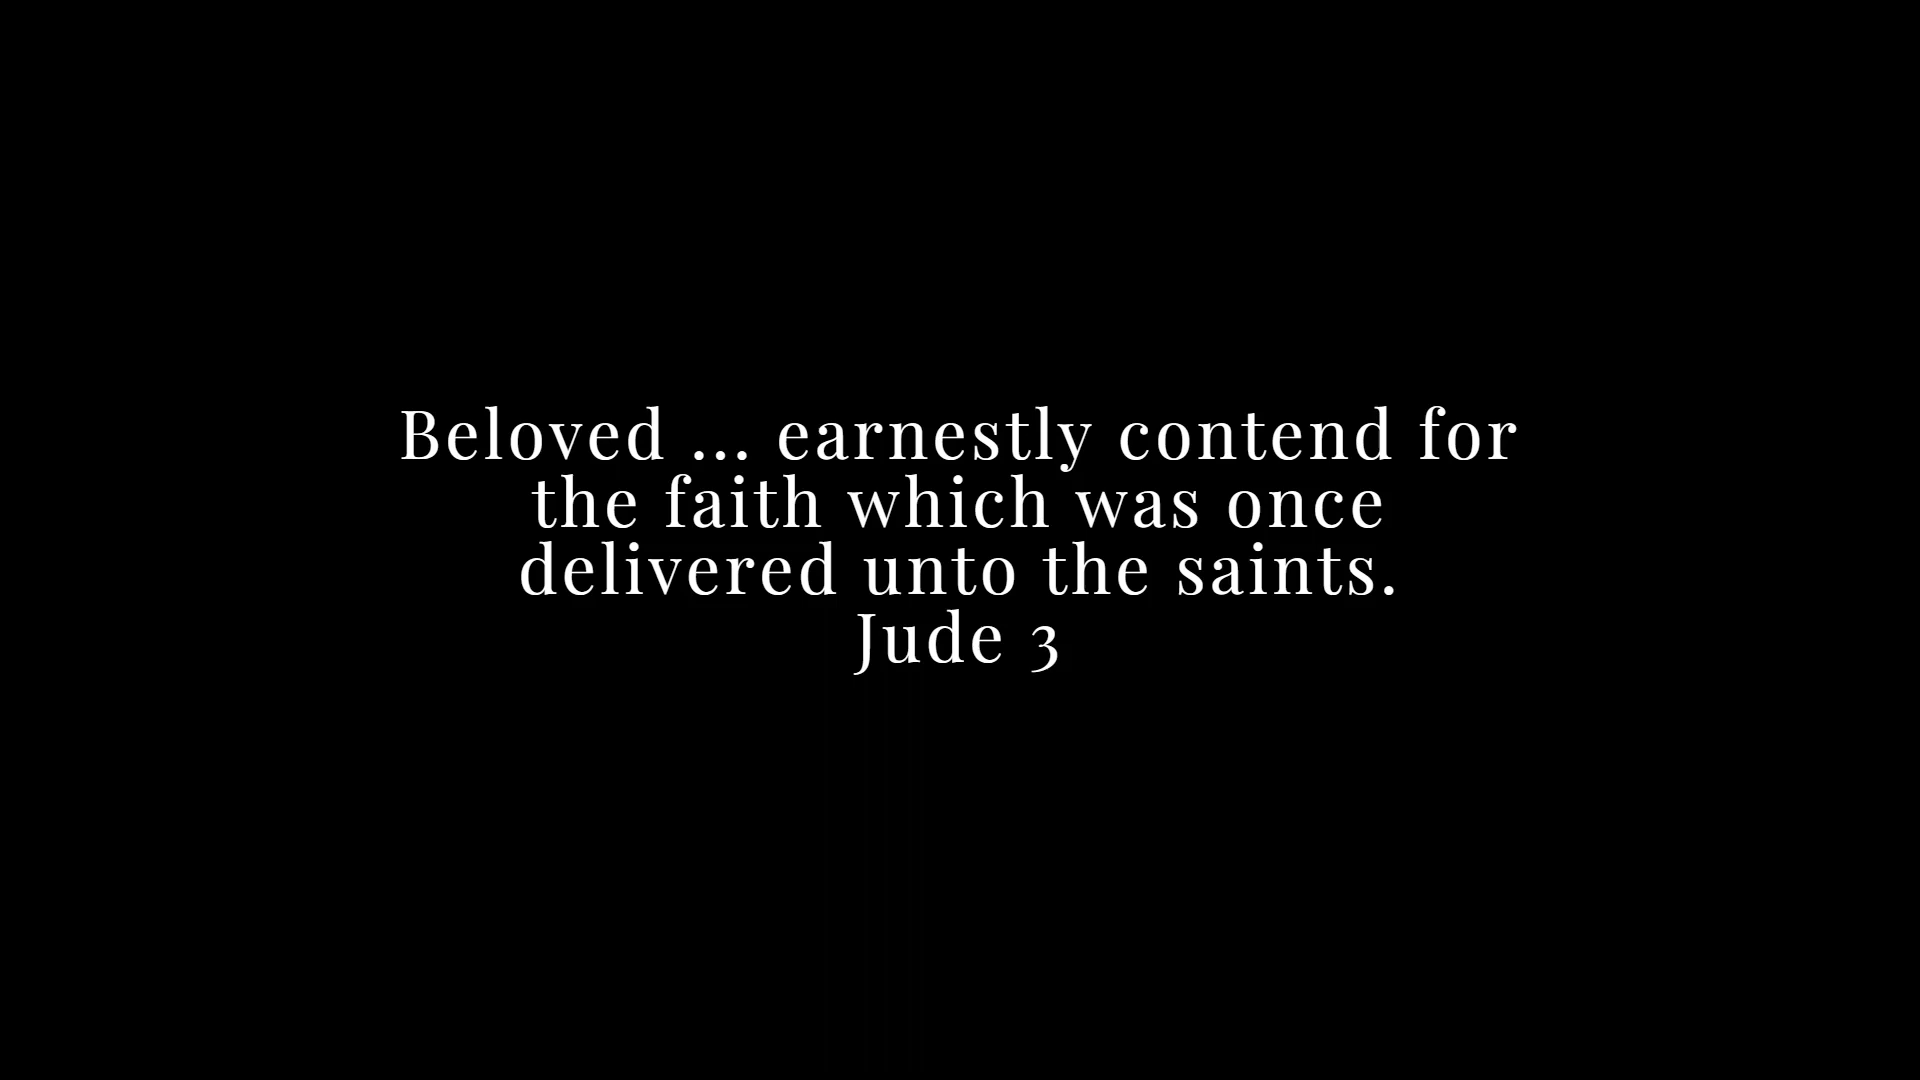 Beloved ... earnestly contend for
the faith which was once
delivered unto the saints.
Jude 3